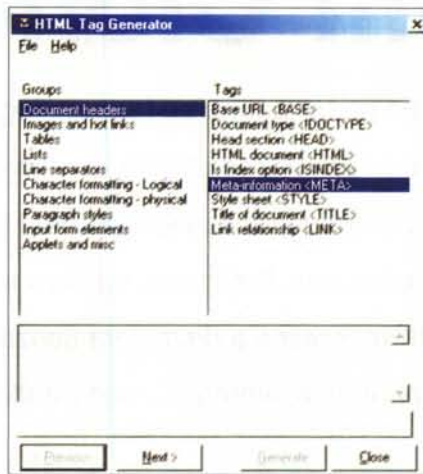 HTML Tag Generator
File Help
Groups
Document headers
Images and hot links
Tables
Lists
Line separators
Character formatting - Logical
Character formatting - physical
Paragraph styles
Input form elements
Applets and misc
Tags
Base URL <BASE>
Document type <!DOCTYPE>
Head section <HEAD>
HTML document <HTML>
Is Index option <ISINDEX>
Meta-information <META>
Style sheet <STYLE>
Title of document <TITLE>
Link relationship <LINK>
< Previous Next > Generate Close